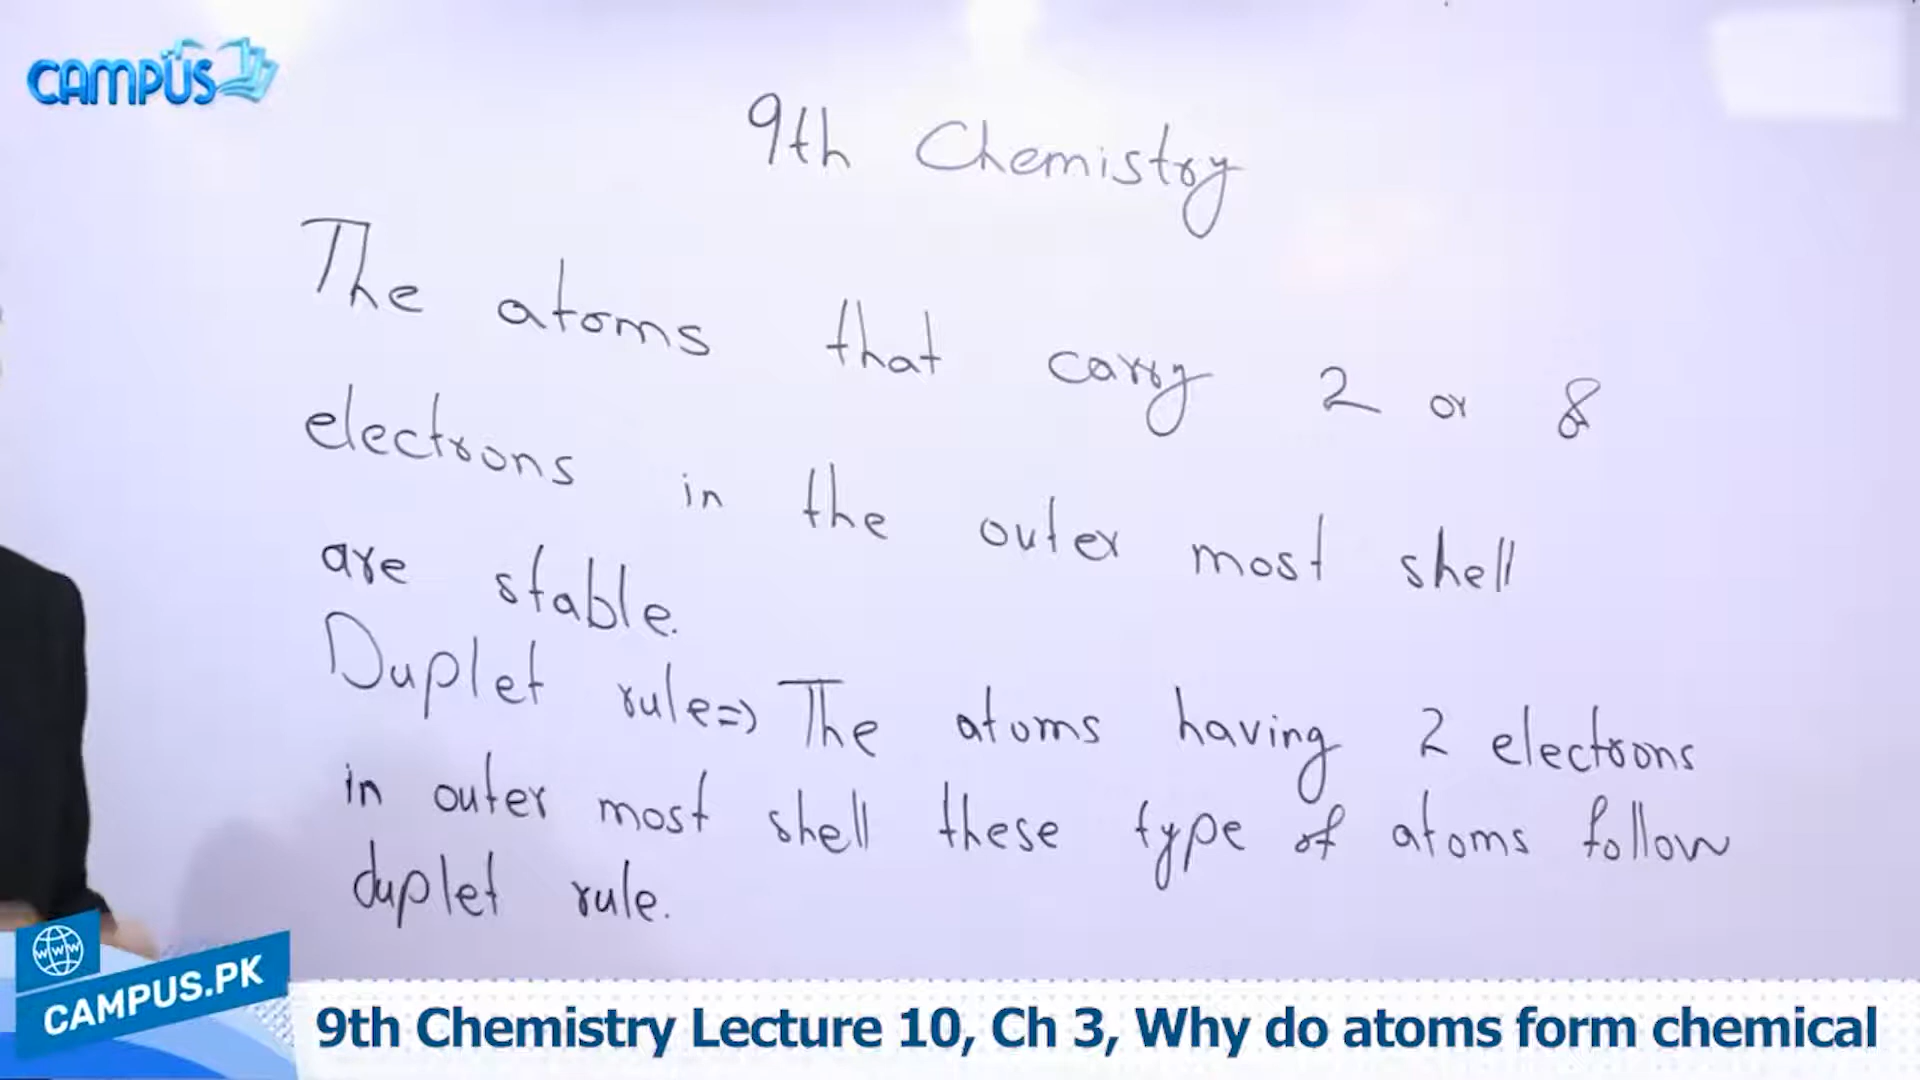 CAMPUS
9th Chemistry
The atoms that carry 2 or 8
electrons in the outer most shell
are stable.
Duplet rule=> The atoms having 2 electrons
in outer most shell these type of atoms follow
duplet rule.
www
CAMPUS.PK
9th Chemistry Lecture 10, Ch 3, Why do atoms form chemical